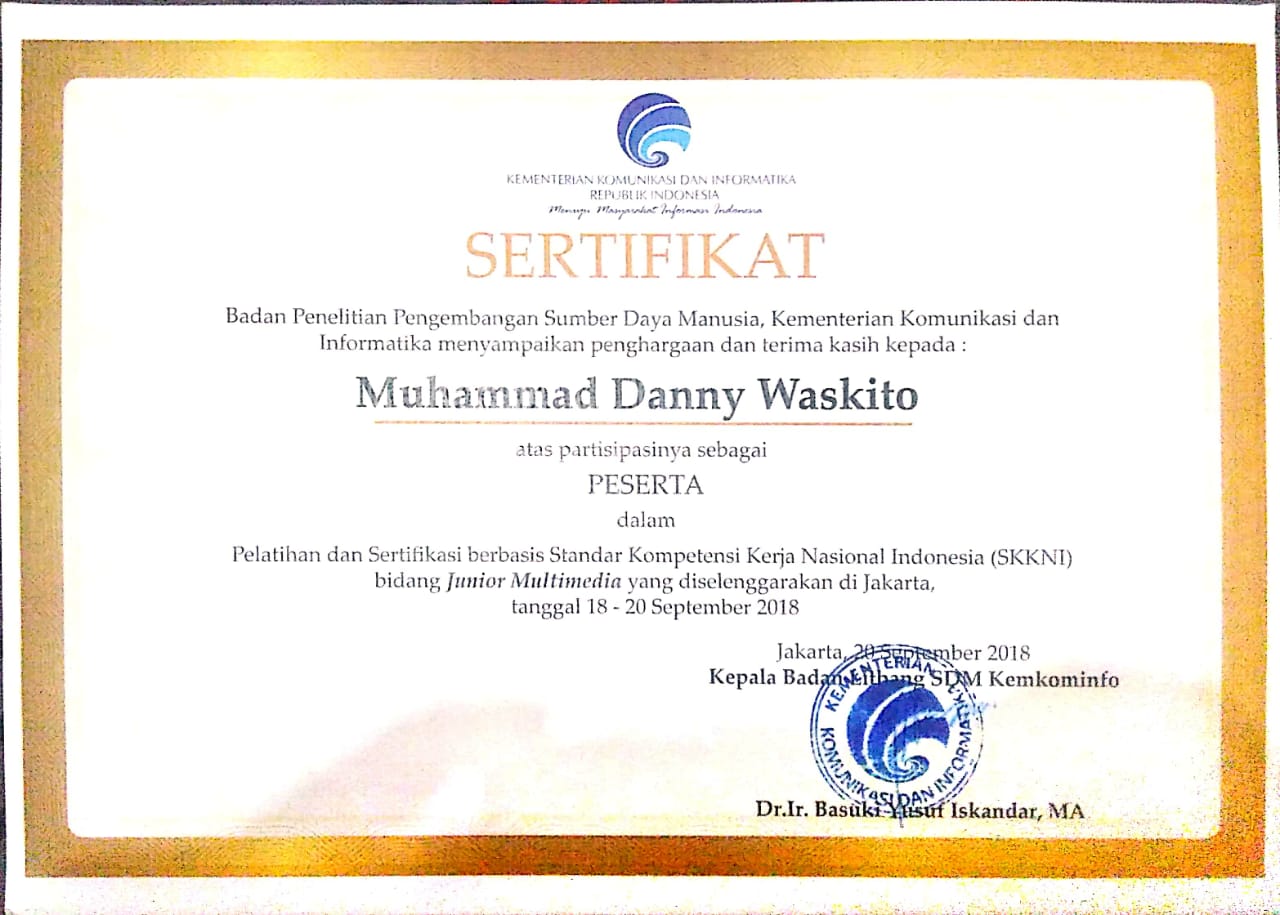 KEMENTERIAN KOMUNIKASI DAN INFORMATIKA
REPUBLIK INDONESIA
Menuju Masyarakat Informasi Indonesia
SERTIFIKAT
Badan Penelitian Pengembangan Sumber Daya Manusia, Kementerian Komunikasi dan
Informatika menyampaikan penghargaan dan terima kasih kepada :
Muhammad Danny Waskito
atas partisipasinya sebagai
PESERTA
dalam
Pelatihan dan Sertifikasi berbasis Standar Kompetensi Kerja Nasional Indonesia (SKKNI)
bidang Junior Multimedia yang diselenggarakan di Jakarta,
tanggal 18 - 20 September 2018
Jakarta, 20 September 2018
Kepala Badan Litbang SDM Kemkominfo
KEMENTERIAN
KOMUNIKASI DAN INFORMATIKA
Dr.Ir. Basuki Yusuf Iskandar, MA